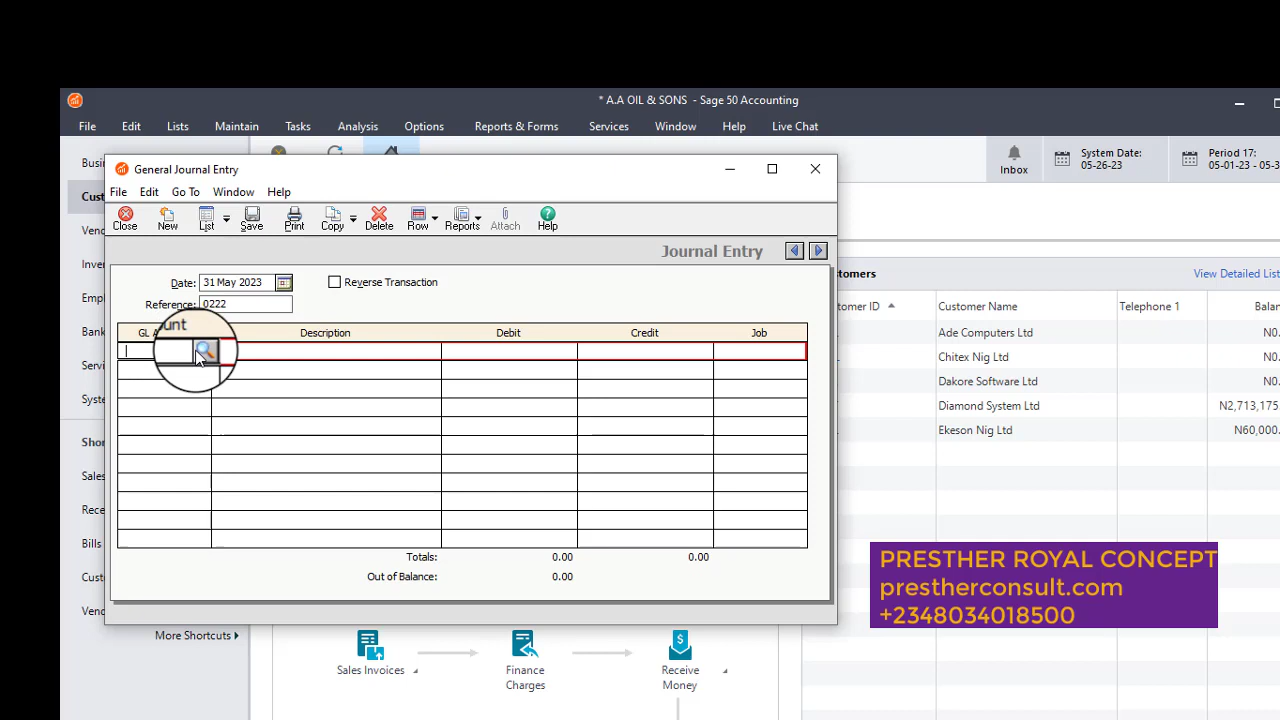 * A.A OIL & SONS - Sage 50 Accounting
File Edit Lists Maintain Tasks Analysis Options Reports & Forms Services Window Help Live Chat
Inbox
System Date:
05-26-23
Period 17:
05-01-23 - 05-3
General Journal Entry
File Edit Go To Window Help
Close New List Save Print Copy Delete Row Reports Attach Help
Journal Entry
Date: 31 May 2023
Reverse Transaction
Reference: 0222
GL A
unt
Description Debit Credit Job
Totals: 0.00 0.00
Out of Balance: 0.00
Busi
Cust
Vend
Inven
Empl
Bank
Servi
Syste
Shor
Sales
Rece
Bills
Custo
Vend
More Shortcuts
tomers
View Detailed List
tomer ID Customer Name Telephone 1 Balan
Ade Computers Ltd N0.
Chitex Nig Ltd N0.
Dakore Software Ltd N0.
Diamond System Ltd N2,713,175
Ekeson Nig Ltd N60,000.
PRESTHER ROYAL CONCEPT
prestherconsult.com
+2348034018500
Sales Invoices
Finance
Charges
Receive
Money